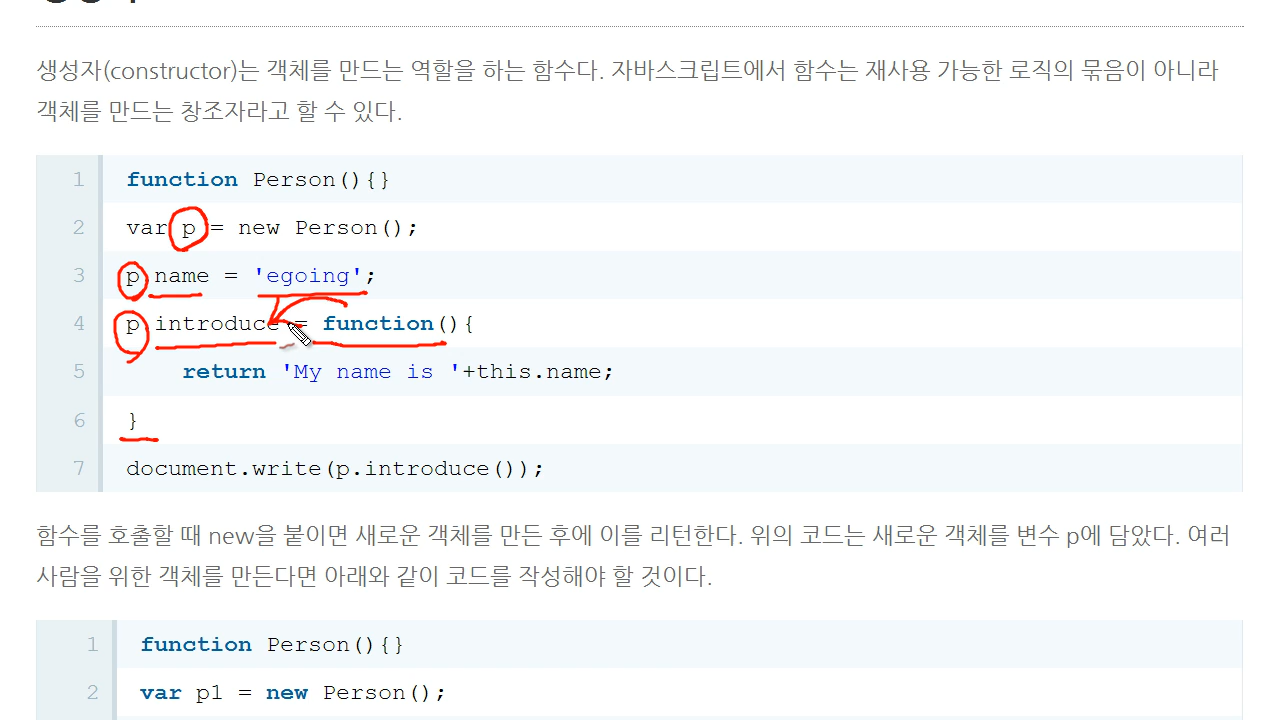 생성자(constructor)는 객체를 만드는 역할을 하는 함수다. 자바스크립트에서 함수는 재사용 가능한 로직의 묶음이 아니라
객체를 만드는 창조자라고 할 수 있다.
1 function Person(){}
2 var p = new Person();
3 p.name = 'egoing';
4 p.introduce = function(){
5 return 'My name is '+this.name;
6 }
7 document.write(p.introduce());
함수를 호출할 때 new을 붙이면 새로운 객체를 만든 후에 이를 리턴한다. 위의 코드는 새로운 객체를 변수 p에 담았다. 여러
사람을 위한 객체를 만든다면 아래와 같이 코드를 작성해야 할 것이다.
1 function Person(){}
2 var p1 = new Person();